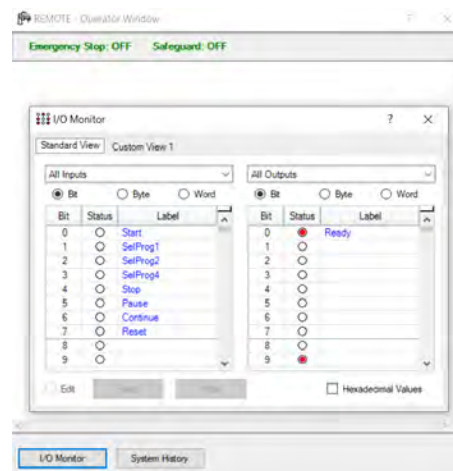 REMOTE - Operator Window
Emergency Stop: OFF Safeguard: OFF
I/O Monitor ? X
Standard View Custom View 1
All Inputs All Outputs
Bit Byte Word Bit Byte Word
Bit Status Label Bit Status Label
0 Start 0 Ready
1 SelProg1 1
2 SelProg2 2
3 SelProg4 3
4 Stop 4
5 Pause 5
6 Continue 6
7 Reset 7
8 8
9 9
Edit Hexadecimal Values
I/O Monitor System History